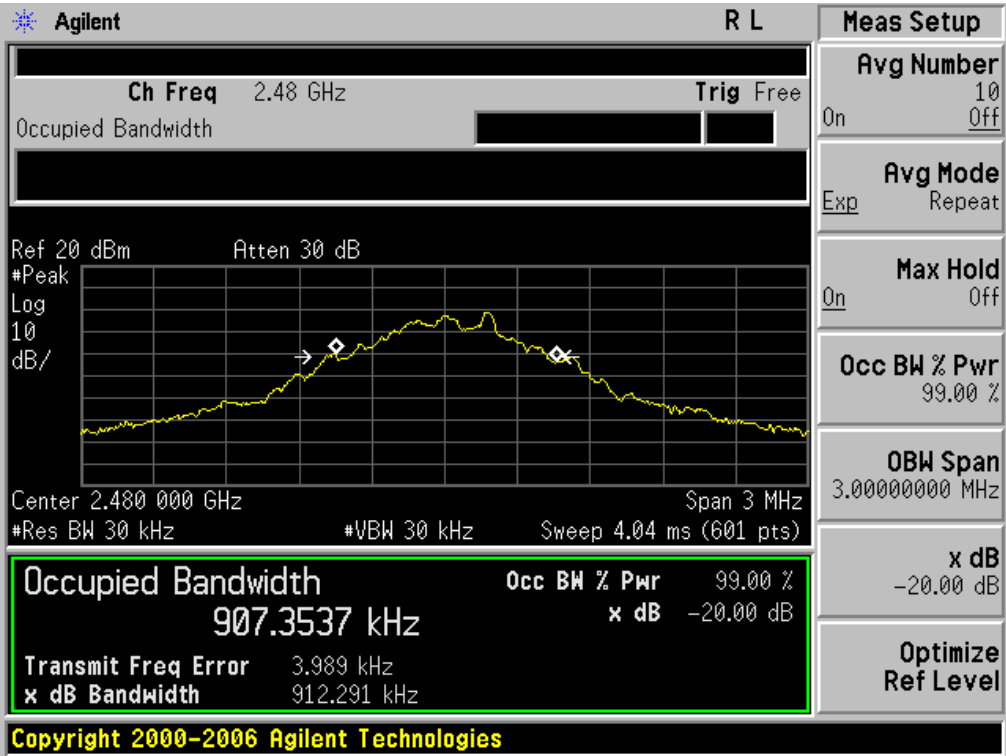 Agilent R L
Ch Freq 2.48 GHz Trig Free
Occupied Bandwidth
Ref 20 dBm Atten 30 dB
#Peak
Log
10
dB/
Center 2.480 000 GHz Span 3 MHz
#Res BW 30 kHz #VBW 30 kHz Sweep 4.04 ms (601 pts)
Occupied Bandwidth
907.3537 kHz
Occ BW % Pwr 99.00 %
x dB -20.00 dB
Transmit Freq Error 3.989 kHz
x dB Bandwidth 912.291 kHz
Copyright 2000-2006 Agilent Technologies
Meas Setup
Avg Number
10
On Off
Avg Mode
Exp Repeat
Max Hold
On Off
Occ BW % Pwr
99.00 %
OBW Span
3.00000000 MHz
x dB
-20.00 dB
Optimize
Ref Level